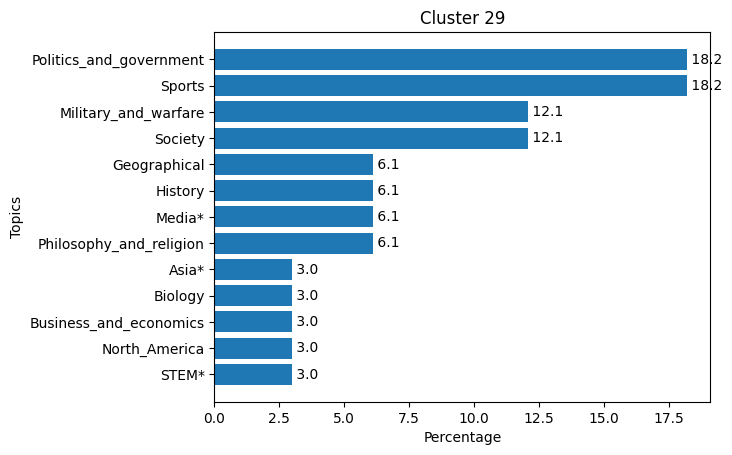 Cluster 29
Politics_and_government 18.2
Sports 18.2
Military_and_warfare 12.1
Society 12.1
Geographical 6.1
History 6.1
Media* 6.1
Philosophy_and_religion 6.1
Asia* 3.0
Biology 3.0
Business_and_economics 3.0
North_America 3.0
STEM* 3.0
Topics
0.0 2.5 5.0 7.5 10.0 12.5 15.0 17.5
Percentage